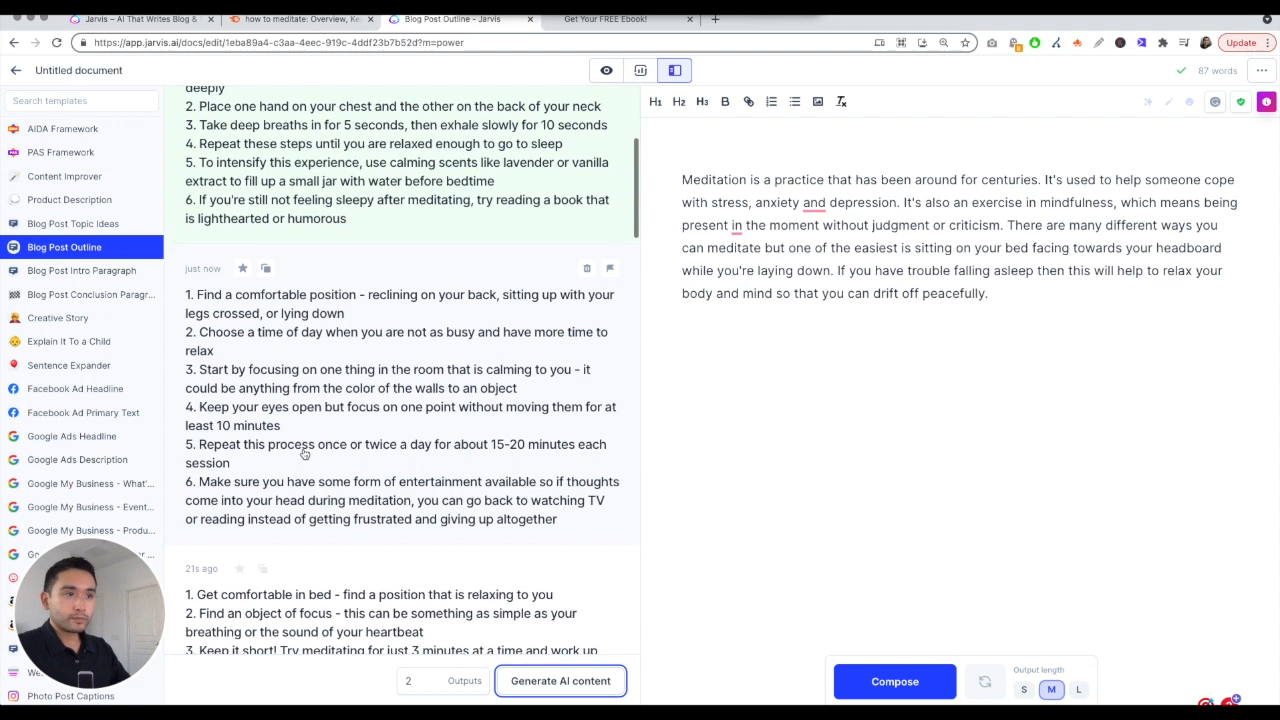 Jarvis – AI That Writes Blog &
how to meditate: Overview, Ke
Blog Post Outline - Jarvis
Get Your FREE Ebook!
https://app.jarvis.ai/docs/edit/1eba89a4-c3aa-4eec-919c-4ddf23b7b52d?m=power
Update
Untitled document
87 words
Search templates
AIDA Framework
PAS Framework
Content Improver
Product Description
Blog Post Topic Ideas
Blog Post Outline
Blog Post Intro Paragraph
Blog Post Conclusion Paragr...
Creative Story
Explain It To a Child
Sentence Expander
Facebook Ad Headline
Facebook Ad Primary Text
Google Ads Headline
Google Ads Description
Google My Business - What'...
Google My Business - Event...
Google My Business - Produ...
Photo Post Captions
deeply
2. Place one hand on your chest and the other on the back of your neck
3. Take deep breaths in for 5 seconds, then exhale slowly for 10 seconds
4. Repeat these steps until you are relaxed enough to go to sleep
5. To intensify this experience, use calming scents like lavender or vanilla
extract to fill up a small jar with water before bedtime
6. If you're still not feeling sleepy after meditating, try reading a book that
is lighthearted or humorous
just now
1. Find a comfortable position - reclining on your back, sitting up with your
legs crossed, or lying down
2. Choose a time of day when you are not as busy and have more time to
relax
3. Start by focusing on one thing in the room that is calming to you - it
could be anything from the color of the walls to an object
4. Keep your eyes open but focus on one point without moving them for at
least 10 minutes
5. Repeat this process once or twice a day for about 15-20 minutes each
session
6. Make sure you have some form of entertainment available so if thoughts
come into your head during meditation, you can go back to watching TV
or reading instead of getting frustrated and giving up altogether
21s ago
1. Get comfortable in bed - find a position that is relaxing to you
2. Find an object of focus - this can be something as simple as your
breathing or the sound of your heartbeat
3. Keep it short! Try meditating for just 3 minutes at a time and work up
2 Outputs
Generate AI content
H1 H2 H3 B
Meditation is a practice that has been around for centuries. It's used to help someone cope
with stress, anxiety and depression. It's also an exercise in mindfulness, which means being
present in the moment without judgment or criticism. There are many different ways you
can meditate but one of the easiest is sitting on your bed facing towards your headboard
while you're laying down. If you have trouble falling asleep then this will help to relax your
body and mind so that you can drift off peacefully.
Compose
Output length
S M L